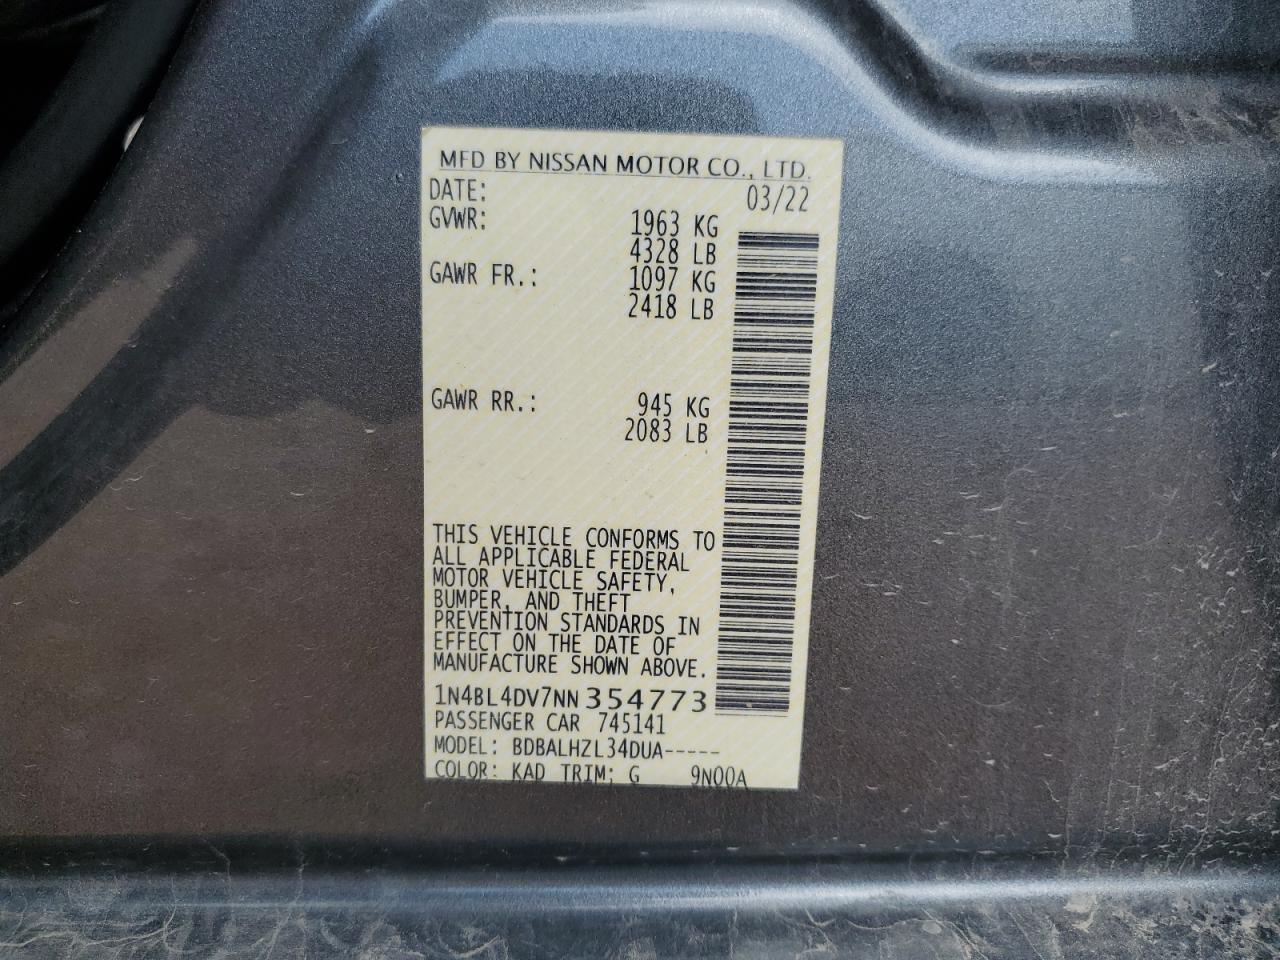 MFD BY NISSAN MOTOR CO., LTD.
DATE: 03/22
GVWR: 1963 KG
4328 LB
GAWR FR.: 1097 KG
2418 LB
GAWR RR.: 945 KG
2083 LB
THIS VEHICLE CONFORMS TO
ALL APPLICABLE FEDERAL
MOTOR VEHICLE SAFETY,
BUMPER, AND THEFT
PREVENTION STANDARDS IN
EFFECT ON THE DATE OF
MANUFACTURE SHOWN ABOVE.
1N4BL4DV7NN354773
PASSENGER CAR 745141
MODEL: BDBALHZL34DUA-----
COLOR: KAD TRIM: G 9N00A